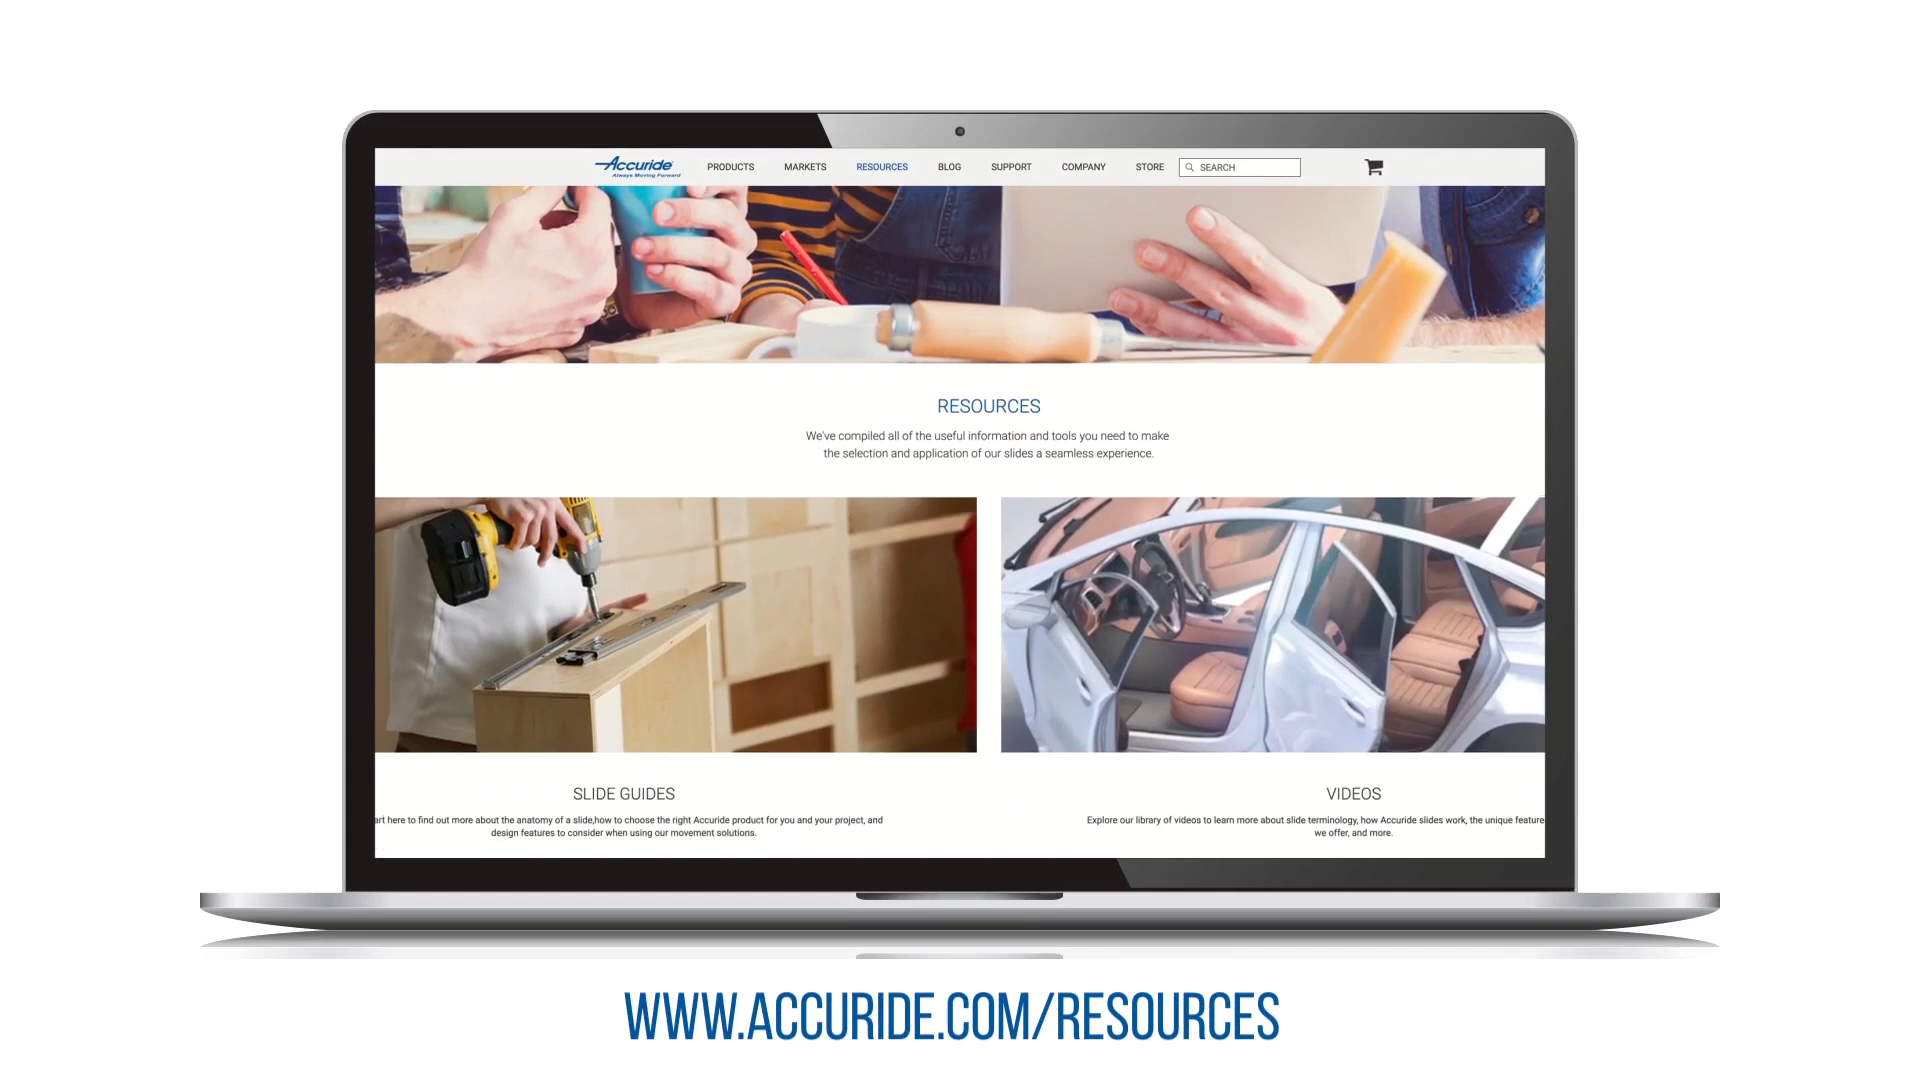 Accuride
Always Moving Forward
PRODUCTS MARKETS RESOURCES BLOG SUPPORT COMPANY STORE SEARCH
RESOURCES
We've compiled all of the useful information and tools you need to make
the selection and application of our slides a seamless experience.
SLIDE GUIDES
art here to find out more about the anatomy of a slide,how to choose the right Accuride product for you and your project, and
design features to consider when using our movement solutions.
VIDEOS
Explore our library of videos to learn more about slide terminology, how Accuride slides work, the unique feature
we offer, and more.
WWW.ACCURIDE.COM/RESOURCES